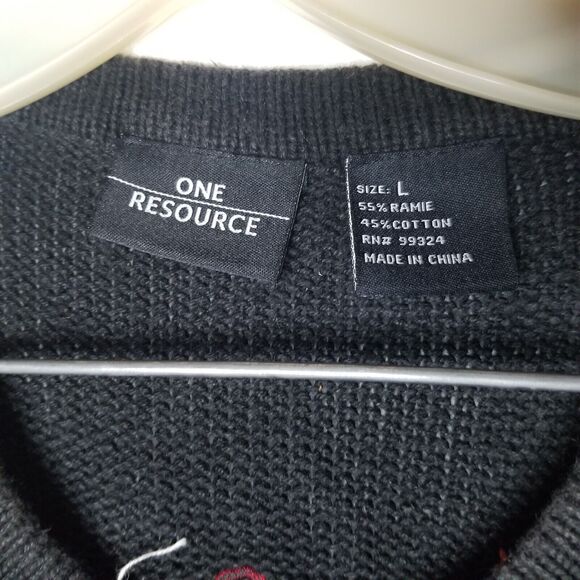 ONE
RESOURCE
SIZE: L
55% RAMIE
45% COTTON
RN# 99324
MADE IN CHINA